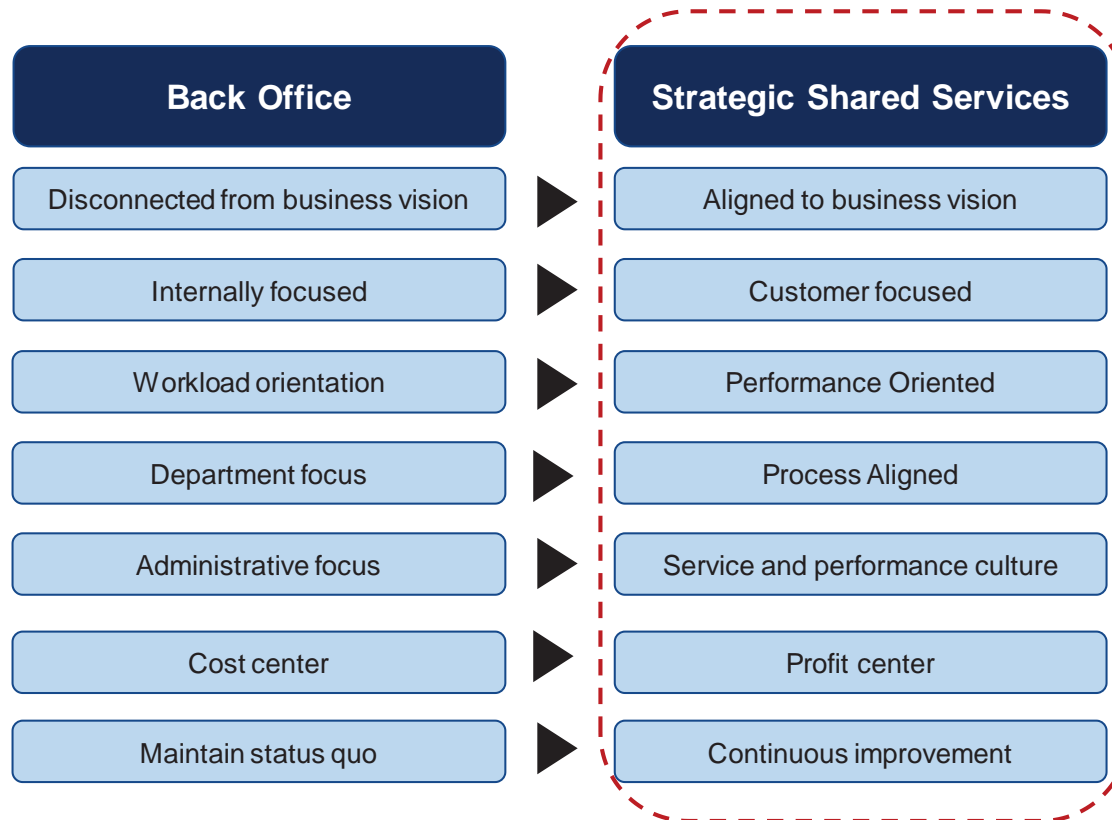 Back Office
Strategic Shared Services
Disconnected from business vision
Aligned to business vision
Internally focused
Customer focused
Workload orientation
Performance Oriented
Department focus
Process Aligned
Administrative focus
Service and performance culture
Cost center
Profit center
Maintain status quo
Continuous improvement